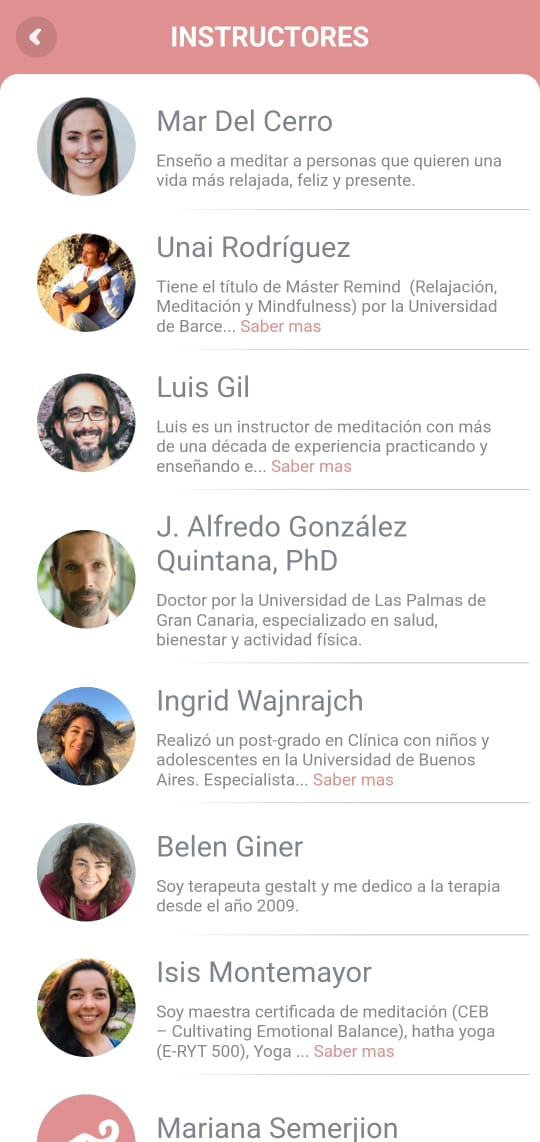 INSTRUCTORES
Mar Del Cerro
Enseño a meditar a personas que quieren una
vida más relajada, feliz y presente.
Unai Rodríguez
Tiene el título de Máster Remind  (Relajación,
Meditación y Mindfulness) por la Universidad
de Barce... Saber mas
Luis Gil
Luis es un instructor de meditación con más
de una década de experiencia practicando y
enseñando e... Saber mas
J. Alfredo González
Quintana, PhD
Doctor por la Universidad de Las Palmas de
Gran Canaria, especializado en salud,
bienestar y actividad física.
Ingrid Wajnrajch
Realizó un post-grado en Clínica con niños y
adolescentes en la Universidad de Buenos
Aires. Especialista... Saber mas
Belen Giner
Soy terapeuta gestalt y me dedico a la terapia
desde el año 2009.
Isis Montemayor
Soy maestra certificada de meditación (CEB
– Cultivating Emotional Balance), hatha yoga
(E-RYT 500), Yoga ... Saber mas
Mariana Semerjion